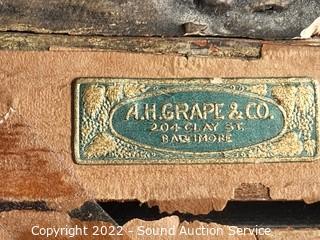 A.H. GRAPE & CO.
204 CLAY ST.
BALTIMORE
Copyright 2022 - Sound Auction Service